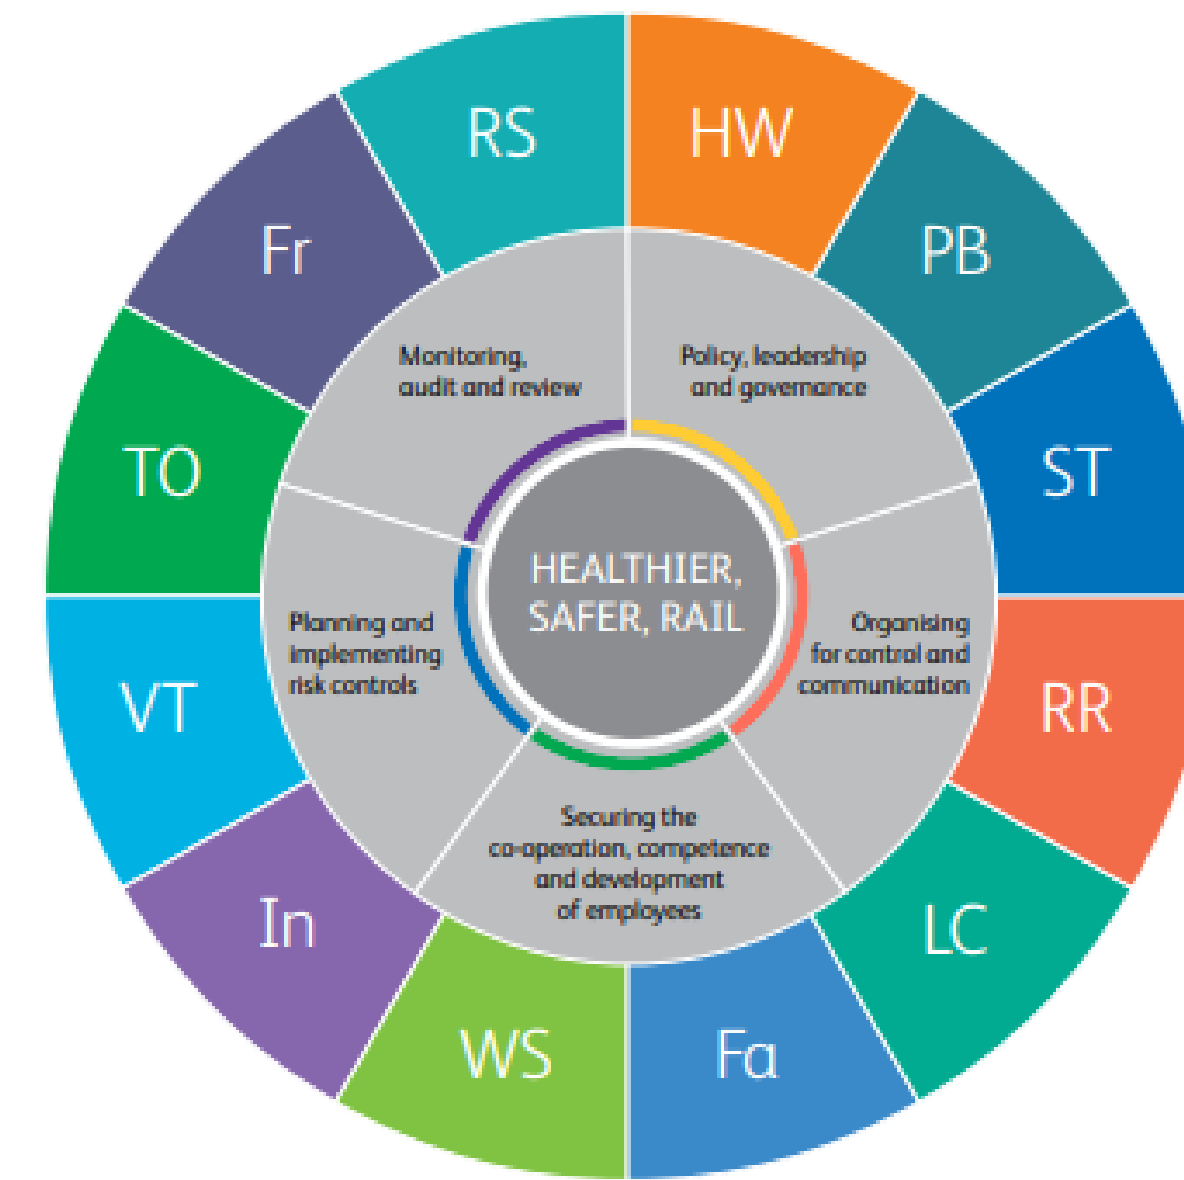 RS
HW
Fr
PB
Monitoring,
audit and review
Policy, leadership
and governance
TO
ST
HEALTHIER,
SAFER, RAIL
Planning and
implementing
risk controls
Organising
for control and
communication
VT
RR
Securing the
co-operation, competence
and development
of employees
In
LC
WS
Fa